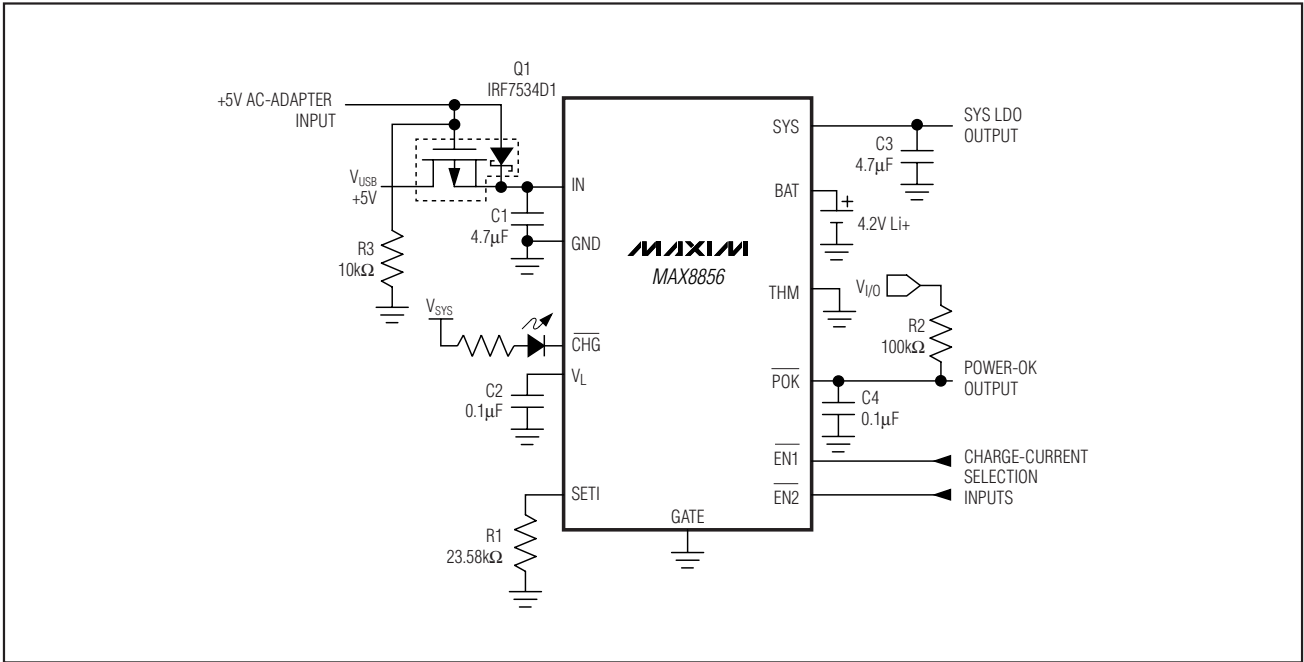 Q1
IRF7534D1
+5V AC-ADAPTER
INPUT
VUSB
+5V
R3
10kΩ
C1
4.7μF
IN
GND
VSYS
CHG
VL
C2
0.1μF
SETI
R1
23.58kΩ
MAXIM
MAX8856
GATE
SYS
SYS LDO
OUTPUT
C3
4.7μF
BAT
+
4.2V Li+
THM
VI/O
R2
100kΩ
POK
POWER-OK
OUTPUT
C4
0.1μF
EN1
EN2
CHARGE-CURRENT
SELECTION
INPUTS